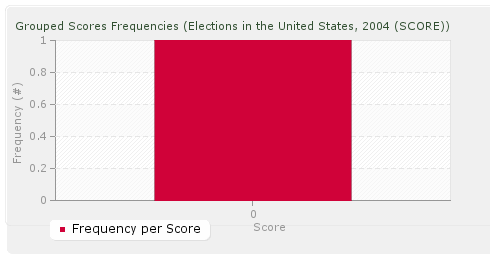 Grouped Scores Frequencies (Elections in the United States, 2004 (SCORE))
1
0.8
0.6
0.4
0.2
0
Frequency (#)
0
Score
Frequency per Score